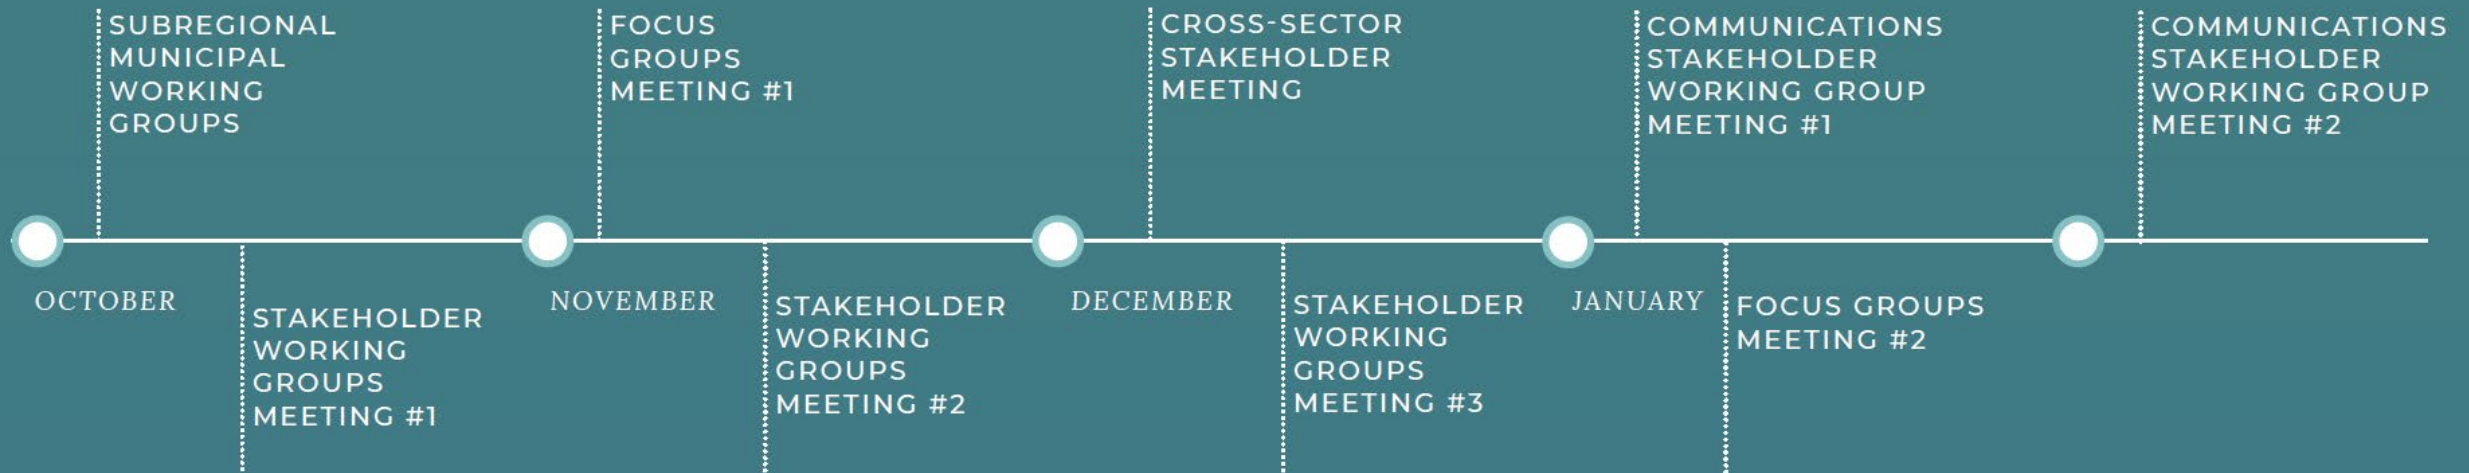 SUBREGIONAL
MUNICIPAL
WORKING
GROUPS
FOCUS
GROUPS
MEETING #1
CROSS-SECTOR
STAKEHOLDER
MEETING
COMMUNICATIONS
STAKEHOLDER
WORKING GROUP
MEETING #1
COMMUNICATIONS
STAKEHOLDER
WORKING GROUP
MEETING #2
OCTOBER
STAKEHOLDER
WORKING
GROUPS
MEETING #1
NOVEMBER
STAKEHOLDER
WORKING
GROUPS
MEETING #2
DECEMBER
STAKEHOLDER
WORKING
GROUPS
MEETING #3
JANUARY
FOCUS GROUPS
MEETING #2